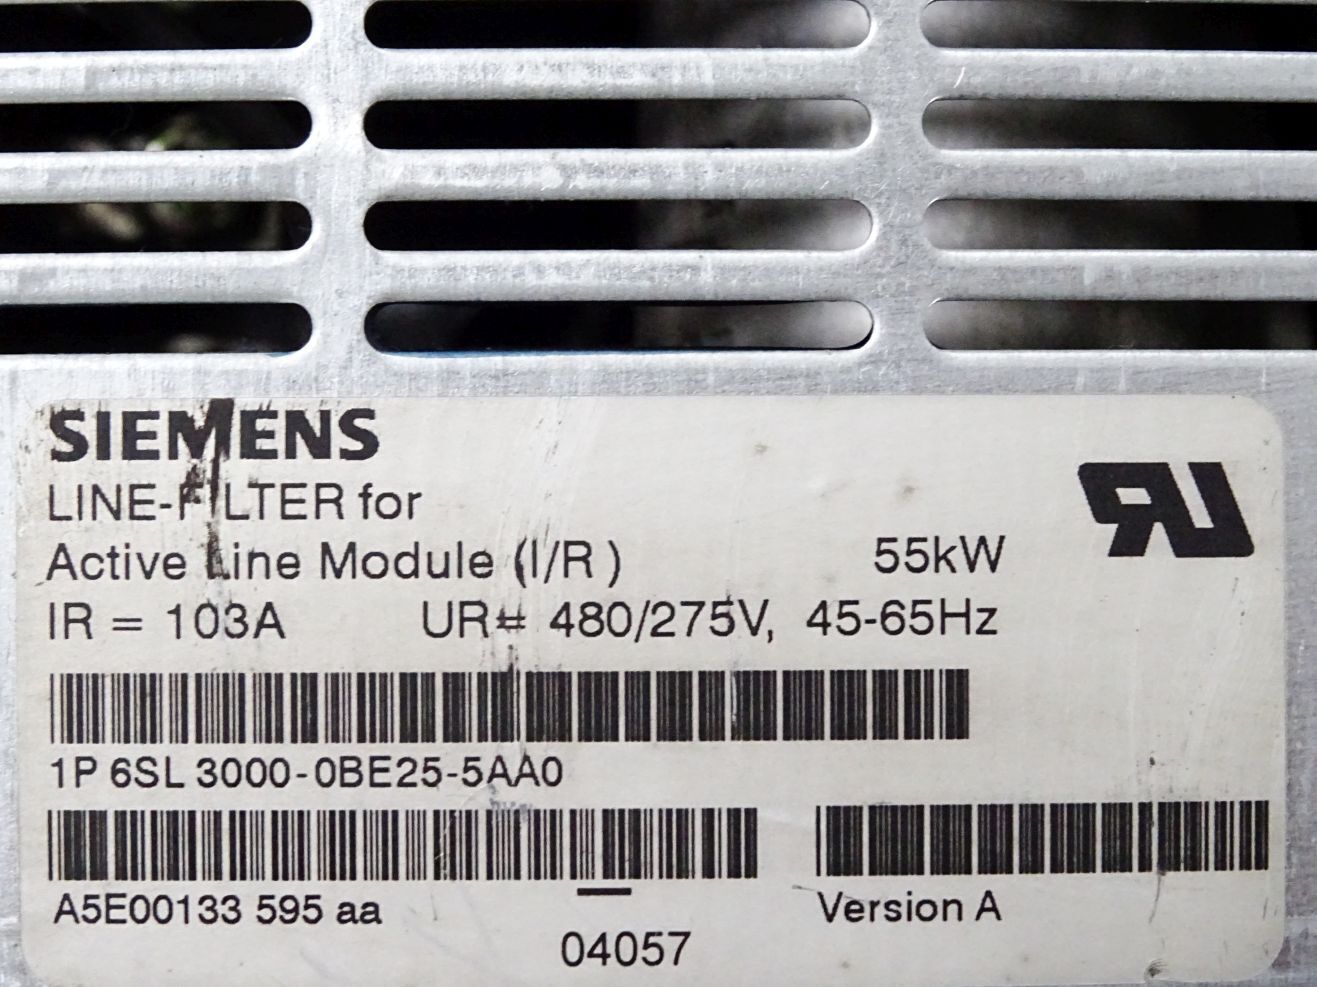 SIEMENS
LINE-FILTER for
Active Line Module (I/R) 55kW
IR = 103A UR= 480/275V, 45-65Hz
1P 6SL 3000-0BE25-5AA0
A5E00133 595 aa
Version A
04057